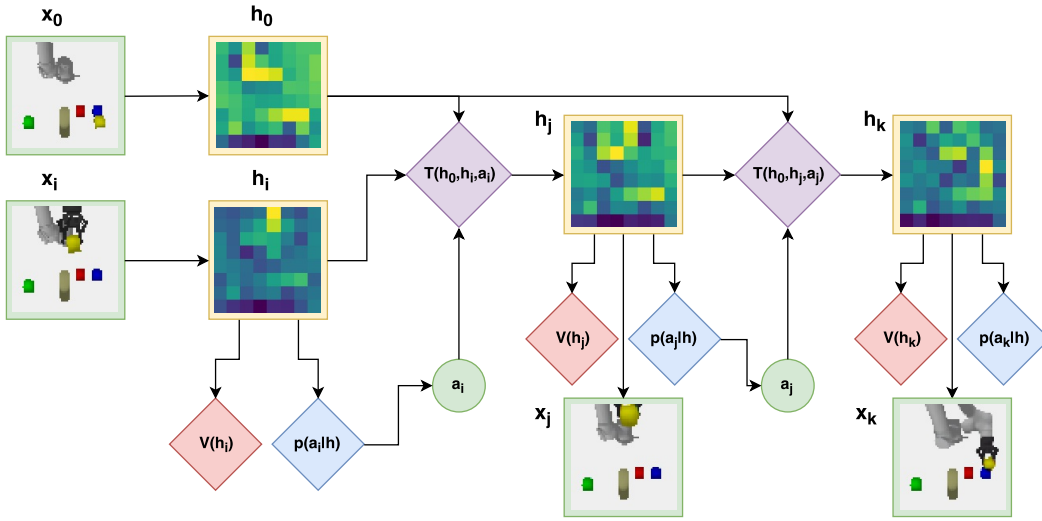 x0
h0
xi
hi
T(h0,hi,ai)
hj
T(h0,hj,aj)
hk
V(hi)
p(ai|h)
ai
V(hj)
p(aj|h)
aj
V(hk)
p(ak|h)
xj
xk